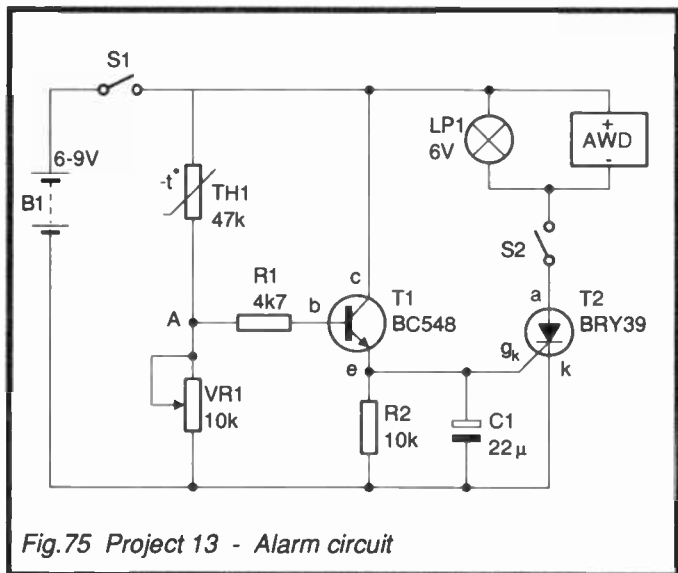 S1
6-9V
B1
-t°
TH1
47k
LP1
6V
+
AWD
-
S2
R1
4k7
A
b
c
e
T1
BC548
a
T2
BRY39
gk
k
VR1
10k
R2
10k
C1
22µ
Fig.75 Project 13 - Alarm circuit